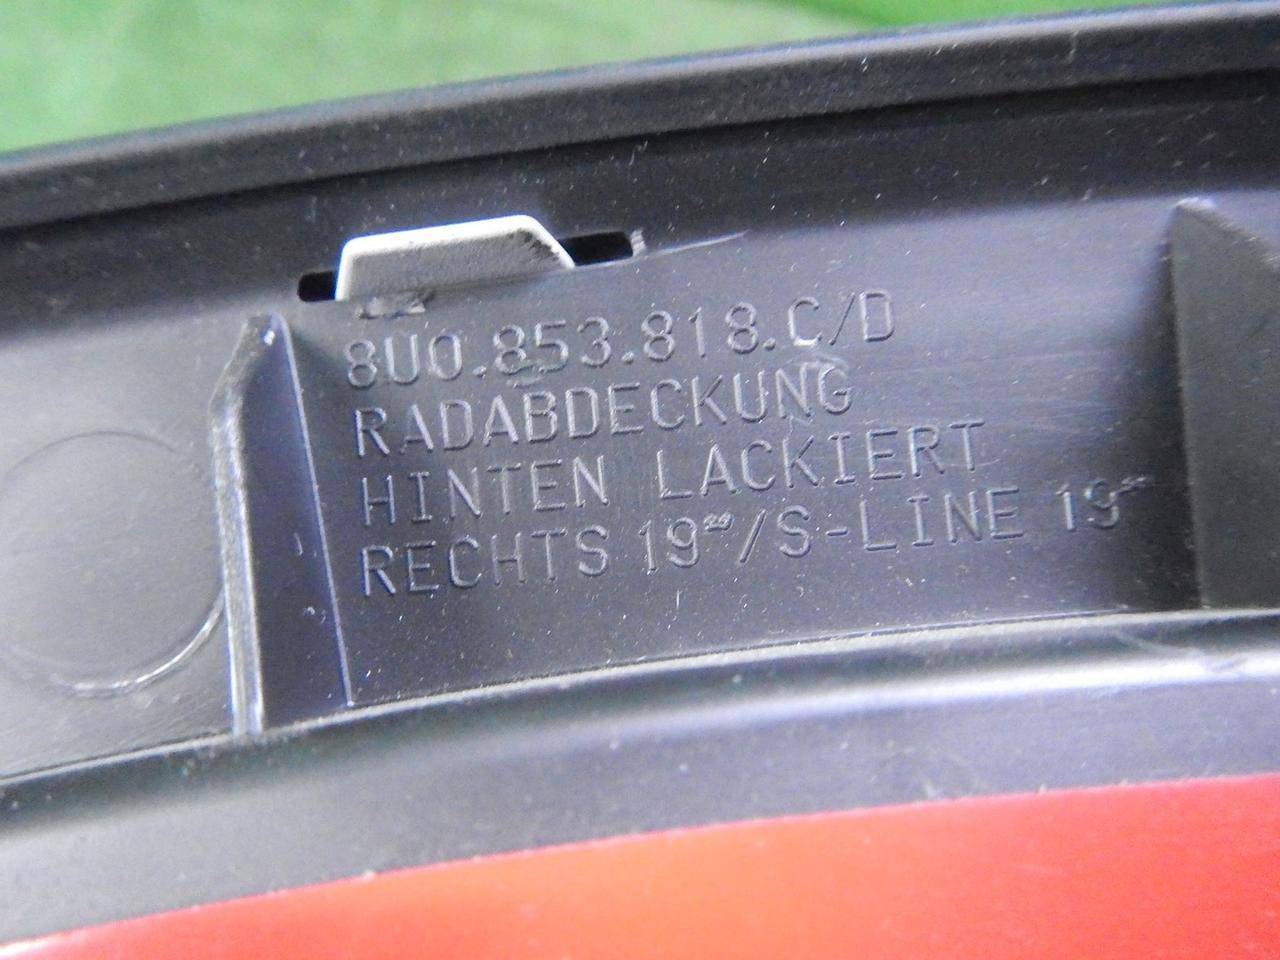 8U0.853.818.C/D
RADABDECKUNG
HINTEN LACKIERT
RECHTS 19"/S-LINE 19"